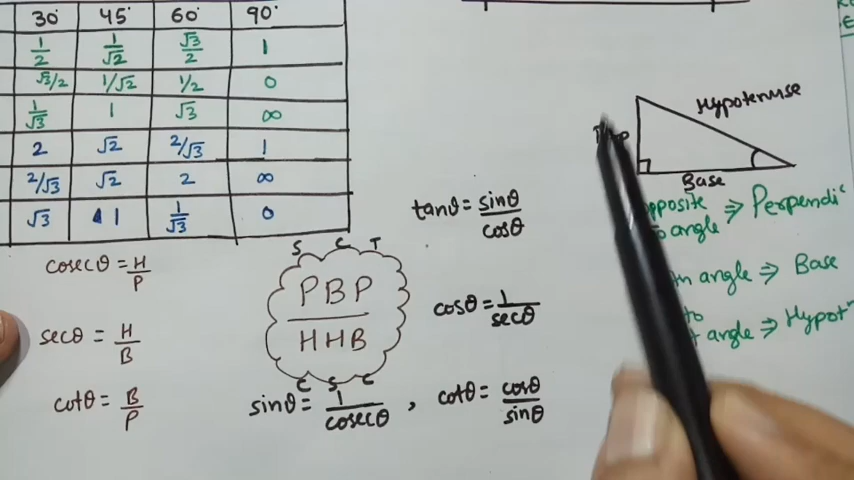 30° 45° 60° 90°
1/2 1/√2 √3/2 1
√3/2 1/√2 1/2 0
1/√3 1 √3 ∞
2 √2 2/√3 1
2/√3 √2 2 ∞
√3 1 1/√3 0
Hypotenuse
Base
tanθ = sinθ/cosθ
angle ⇒ Perpendi
cosecθ = H/P
S C T
PBP
HHB
C S C
angle ⇒ Base
cosθ = 1/secθ
to
angle ⇒ Hypot
secθ = H/B
cotθ = B/P
sinθ = 1/cosecθ , cotθ = cosθ/sinθ